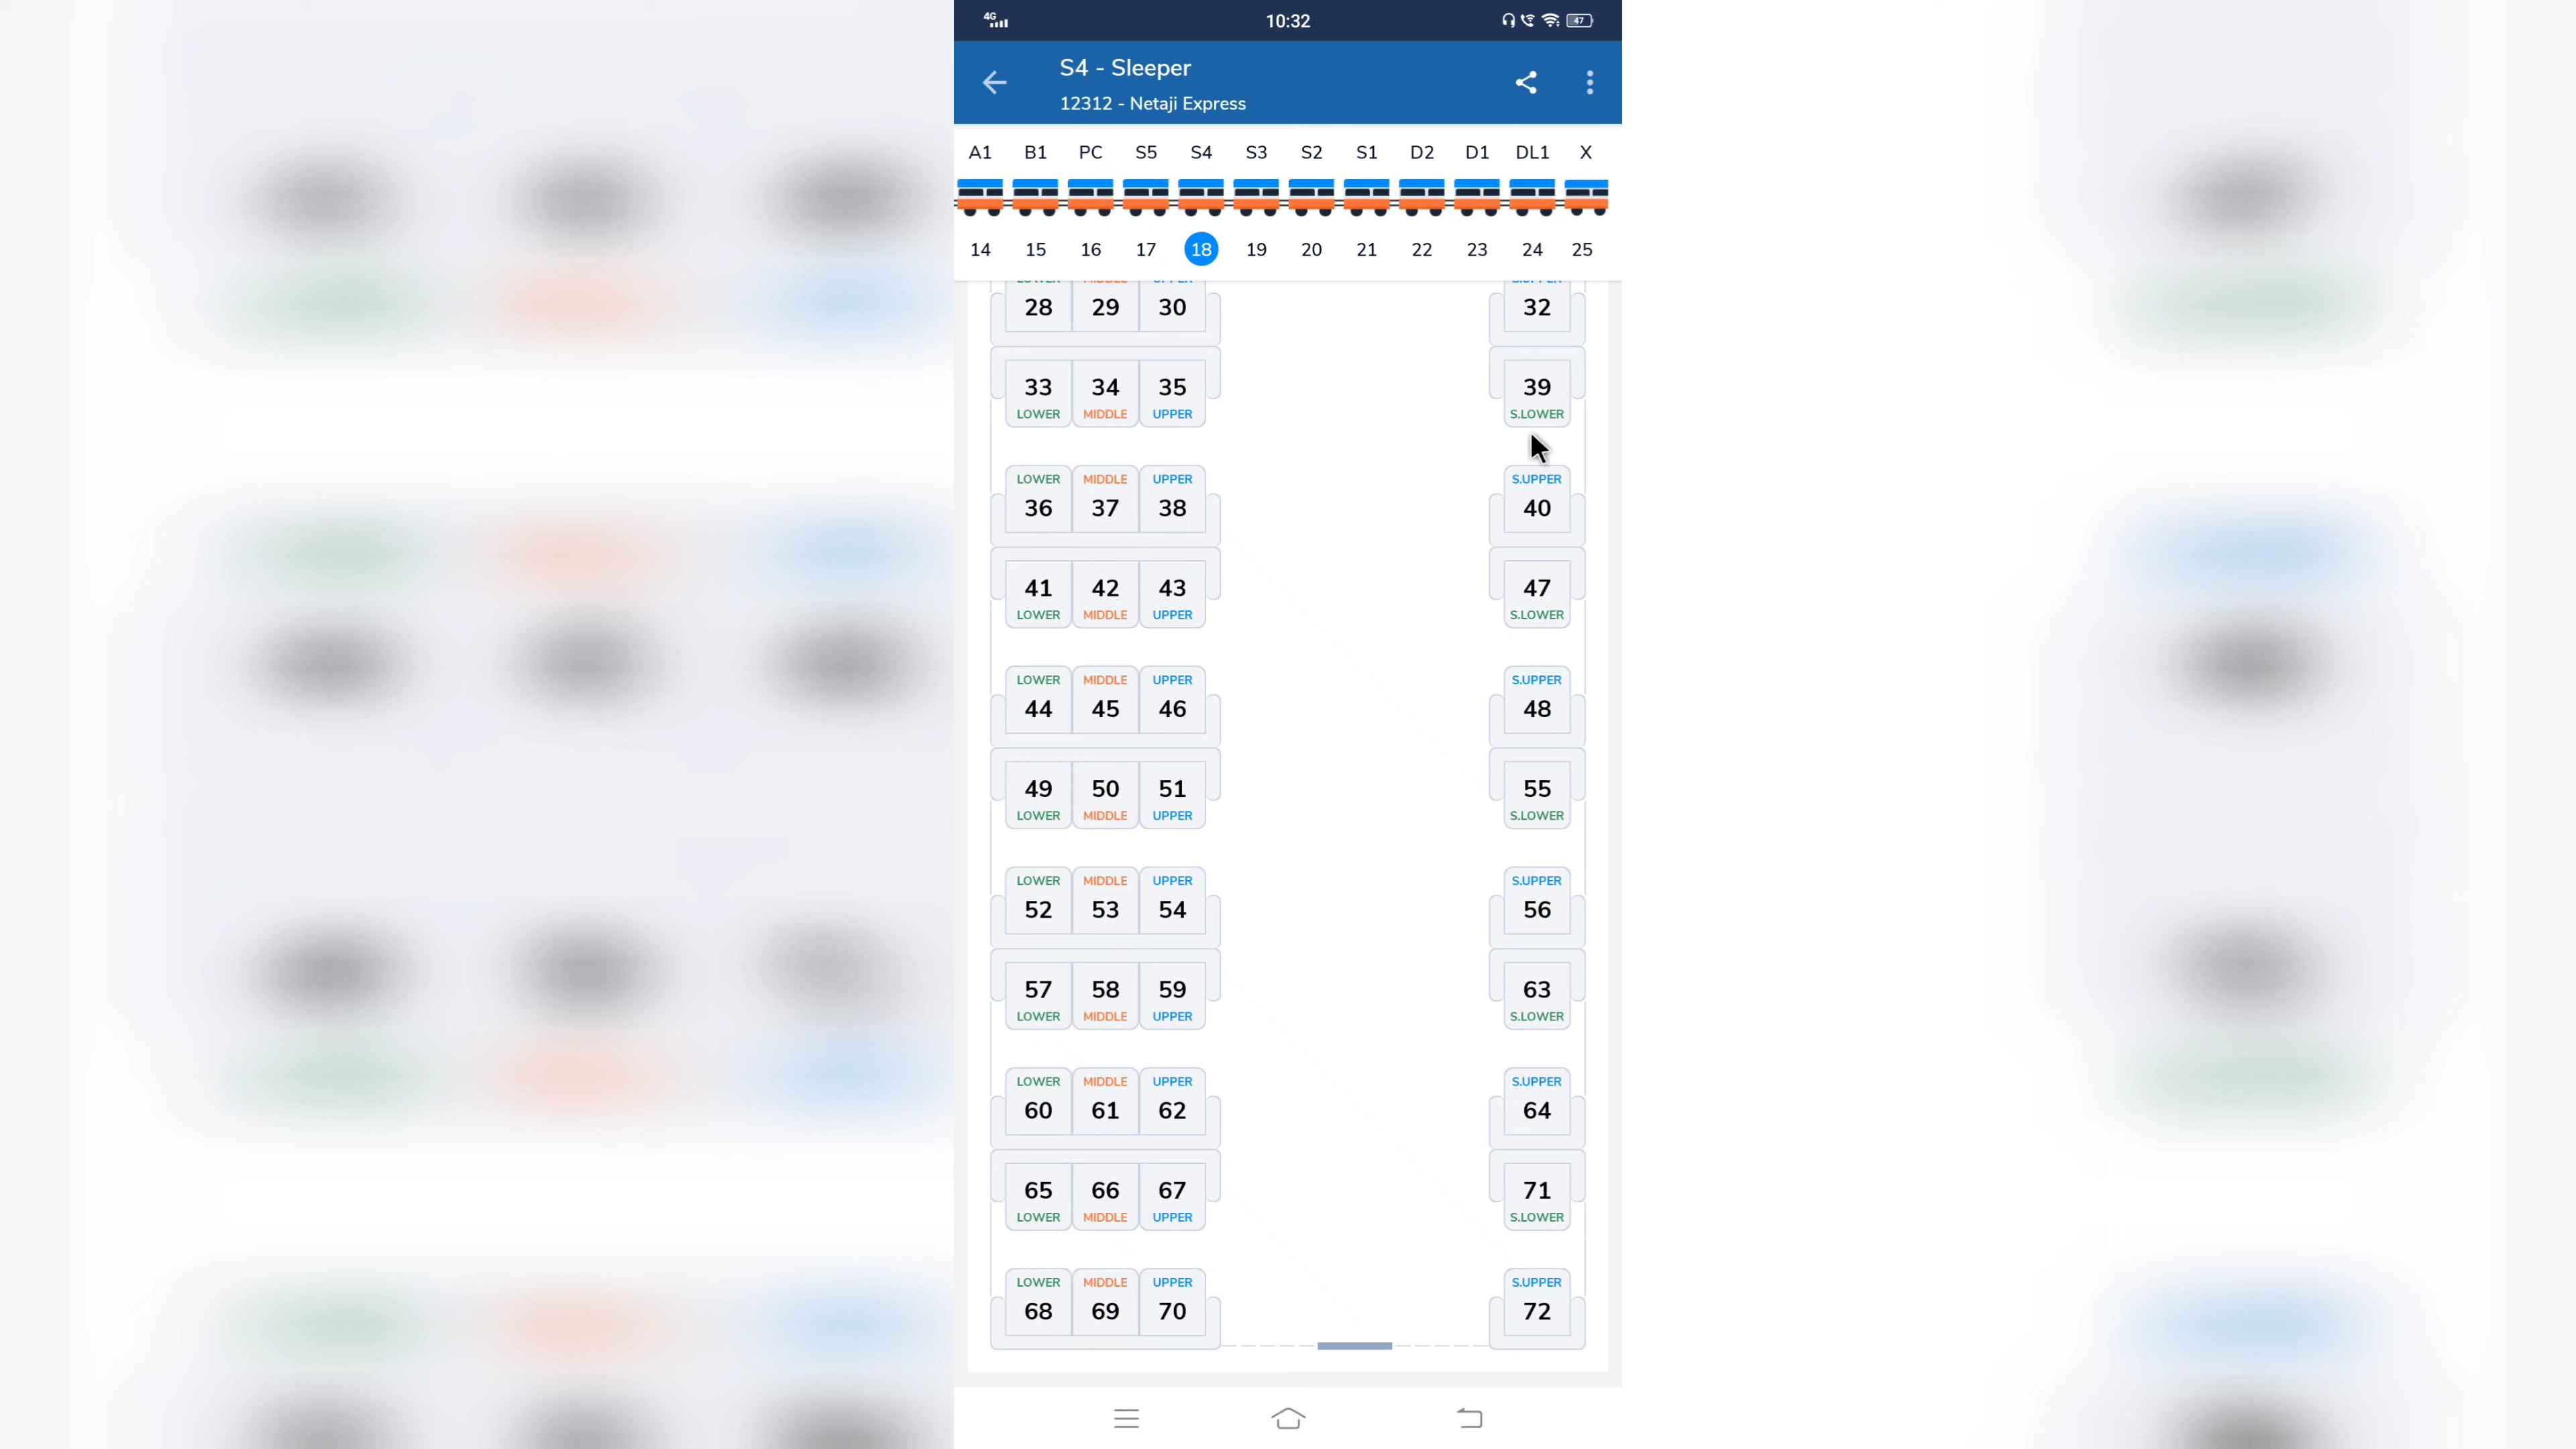 4G 10:32 47
S4 - Sleeper
12312 - Netaji Express
A1 B1 PC S5 S4 S3 S2 S1 D2 D1 DL1 X
14 15 16 17 18 19 20 21 22 23 24 25
LOWER MIDDLE UPPER S.UPPER
28 29 30 32
33 34 35 39
LOWER MIDDLE UPPER S.LOWER
LOWER MIDDLE UPPER S.UPPER
36 37 38 40
41 42 43 47
LOWER MIDDLE UPPER S.LOWER
LOWER MIDDLE UPPER S.UPPER
44 45 46 48
49 50 51 55
LOWER MIDDLE UPPER S.LOWER
LOWER MIDDLE UPPER S.UPPER
52 53 54 56
57 58 59 63
LOWER MIDDLE UPPER S.LOWER
LOWER MIDDLE UPPER S.UPPER
60 61 62 64
65 66 67 71
LOWER MIDDLE UPPER S.LOWER
LOWER MIDDLE UPPER S.UPPER
68 69 70 72